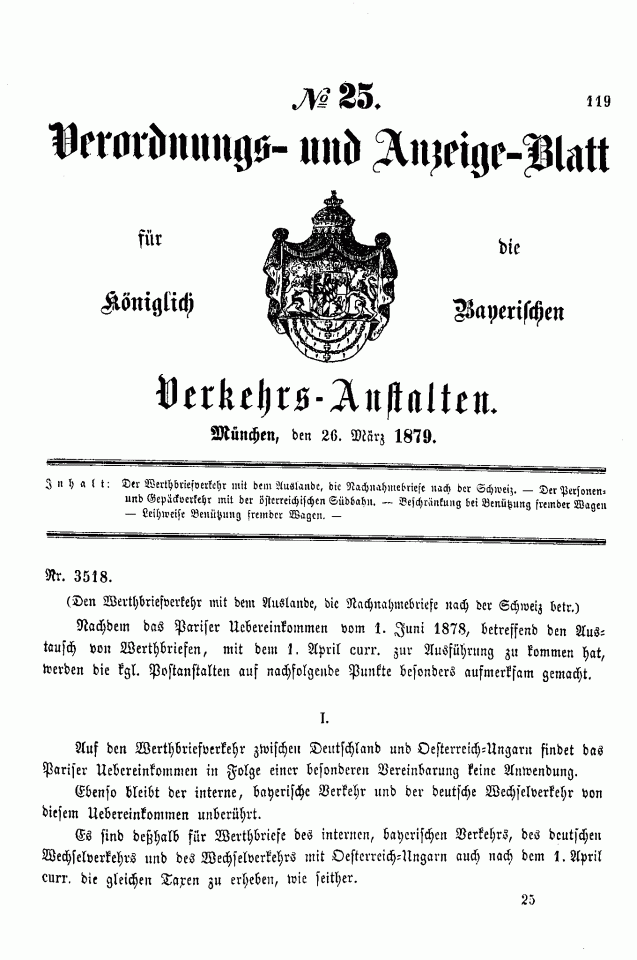 № 25.
119
Verordnungs- und Anzeige-Blatt
für die
Königlich Bayerischen
Verkehrs-Anstalten.
München, den 26. März 1879.
Inhalt: Der Werthbriefverkehr mit dem Auslande, die Nachnahmebriefe nach der Schweiz. — Der Personen-
und Gepäckverkehr mit der österreichischen Südbahn. — Beschränkung bei Benützung fremder Wagen
— Leihweise Benützung fremder Wagen. —
Nr. 3518.
(Den Werthbriefverkehr mit dem Auslande, die Nachnahmebriefe nach der Schweiz betr.)
Nachdem das Pariser Uebereinkommen vom 1. Juni 1878, betreffend den Aus-
tausch von Werthbriefen, mit dem 1. April curr. zur Ausführung zu kommen hat,
werden die kgl. Postanstalten auf nachfolgende Punkte besonders aufmerksam gemacht.
I.
Auf den Werthbriefverkehr zwischen Deutschland und Oesterreich-Ungarn findet das
Pariser Uebereinkommen in Folge einer besonderen Vereinbarung keine Anwendung.
Ebenso bleibt der interne, bayerische Verkehr und der deutsche Wechselverkehr von
diesem Uebereinkommen unberührt.
Es sind deßhalb für Werthbriefe des internen, bayerischen Verkehrs, des deutschen
Wechselverkehrs und des Wechselverkehrs mit Oesterreich-Ungarn auch nach dem 1. April
curr. die gleichen Taxen zu erheben, wie seither.
25